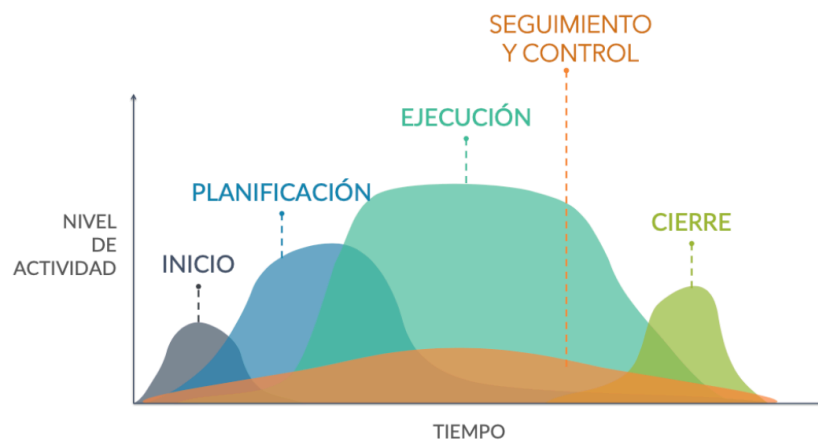 SEGUIMIENTO
Y CONTROL
EJECUCIÓN
PLANIFICACIÓN
CIERRE
INICIO
NIVEL
DE
ACTIVIDAD
TIEMPO